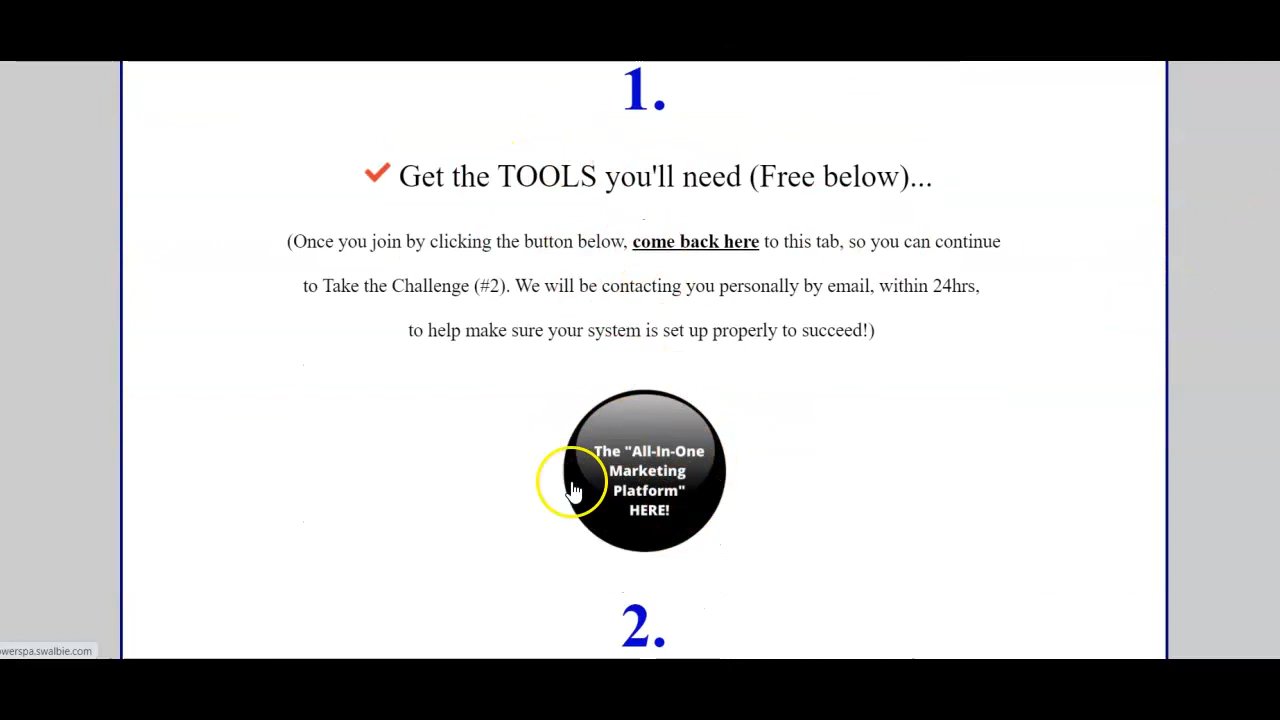 1.
Get the TOOLS you'll need (Free below)...
(Once you join by clicking the button below, come back here to this tab, so you can continue
to Take the Challenge (#2). We will be contacting you personally by email, within 24hrs,
to help make sure your system is set up properly to succeed!)
The "All-In-One
Marketing
Platform"
HERE!
2.
owerspa.swalbie.com